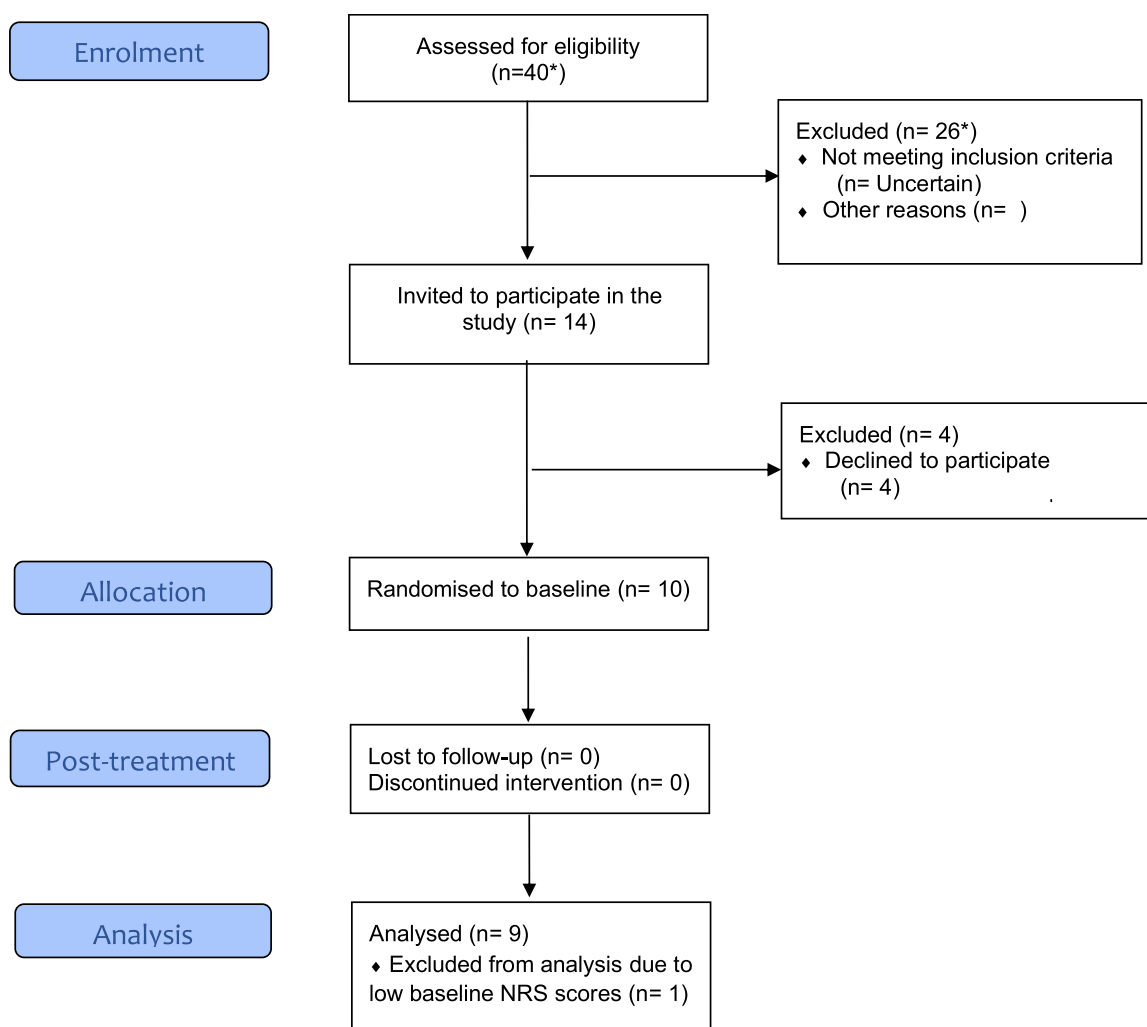 Enrolment
Assessed for eligibility
(n=40*)
Excluded (n= 26*)
♦ Not meeting inclusion criteria
(n= Uncertain)
♦ Other reasons (n=  )
Invited to participate in the
study (n= 14)
Excluded (n= 4)
♦ Declined to participate
(n= 4)
.
Allocation
Randomised to baseline (n= 10)
Post-treatment
Lost to follow-up (n= 0)
Discontinued intervention (n= 0)
Analysis
Analysed (n= 9)
♦ Excluded from analysis due to
low baseline NRS scores (n= 1)